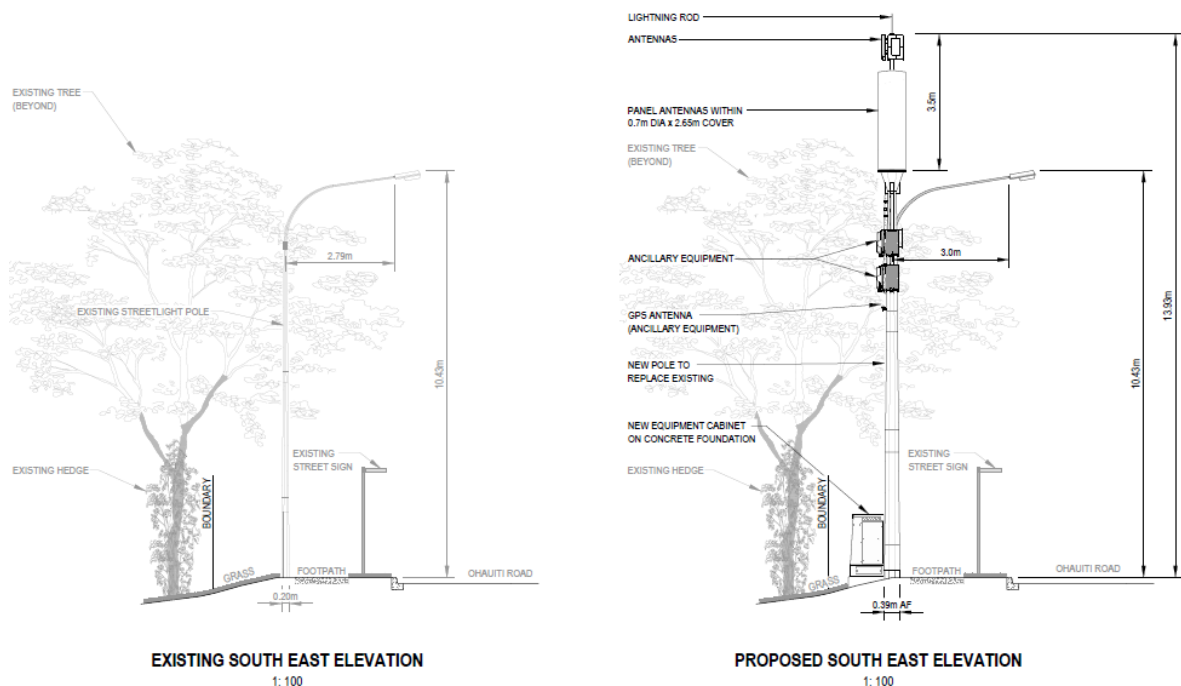 EXISTING TREE
(BEYOND)
2.79m
EXISTING STREETLIGHT POLE
10.43m
EXISTING HEDGE
BOUNDARY
EXISTING
STREET SIGN
GRASS
FOOTPATH
OHAUITI ROAD
0.20m
EXISTING SOUTH EAST ELEVATION
1: 100
LIGHTNING ROD
ANTENNAS
PANEL ANTENNAS WITHIN
0.7m DIA x 2.65m COVER
3.5m
EXISTING TREE
(BEYOND)
ANCILLARY EQUIPMENT
3.0m
GPS ANTENNA
(ANCILLARY EQUIPMENT)
13.93m
NEW POLE TO
REPLACE EXISTING
10.43m
NEW EQUIPMENT CABINET
ON CONCRETE FOUNDATION
EXISTING
STREET SIGN
EXISTING HEDGE
BOUNDARY
GRASS
FOOTPATH
OHAUITI ROAD
0.39m AF
PROPOSED SOUTH EAST ELEVATION
1: 100